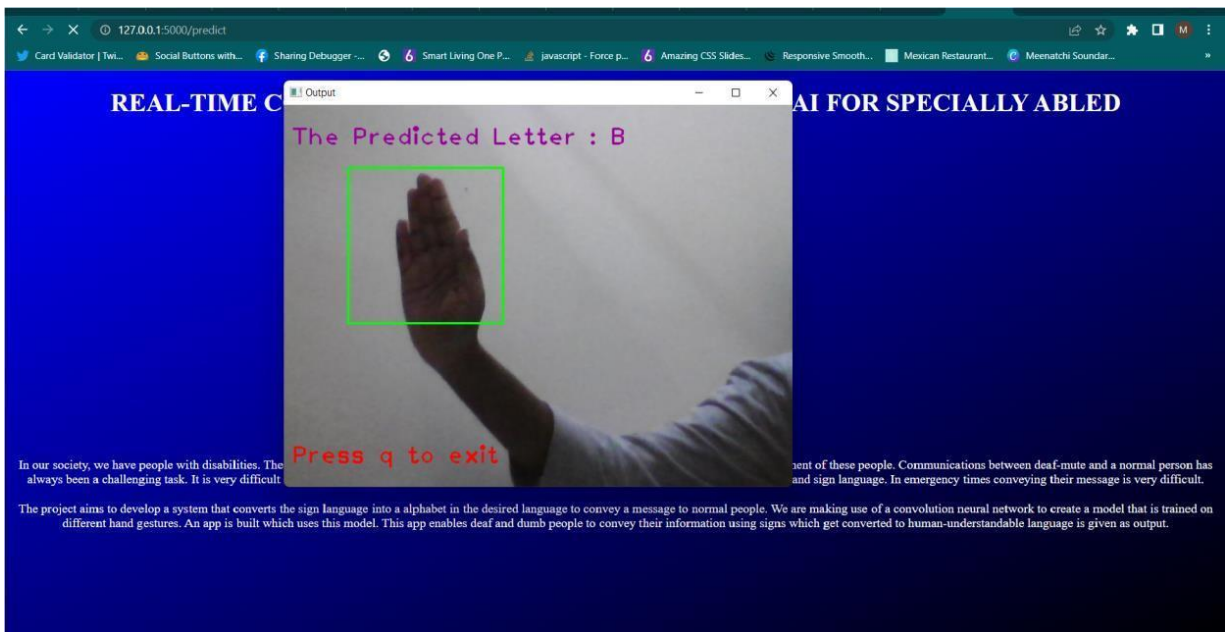 127.0.0.1:5000/predict
M
Card Validator | Twi...
Social Buttons with...
Sharing Debugger -...
Smart Living One P...
javascript - Force p...
Amazing CSS Slides...
Responsive Smooth...
Mexican Restaurant...
Meenatchi Soundar...
Output
REAL-TIME C
AI FOR SPECIALLY ABLED
The Predicted Letter : B
Press q to exit
In our society, we have people with disabilities. The
ent of these people. Communications between deaf-mute and a normal person has
always been a challenging task. It is very difficult
and sign language. In emergency times conveying their message is very difficult.
The project aims to develop a system that converts the sign language into a alphabet in the desired language to convey a message to normal people. We are making use of a convolution neural network to create a model that is trained on
different hand gestures. An app is built which uses this model. This app enables deaf and dumb people to convey their information using signs which get converted to human-understandable language is given as output.